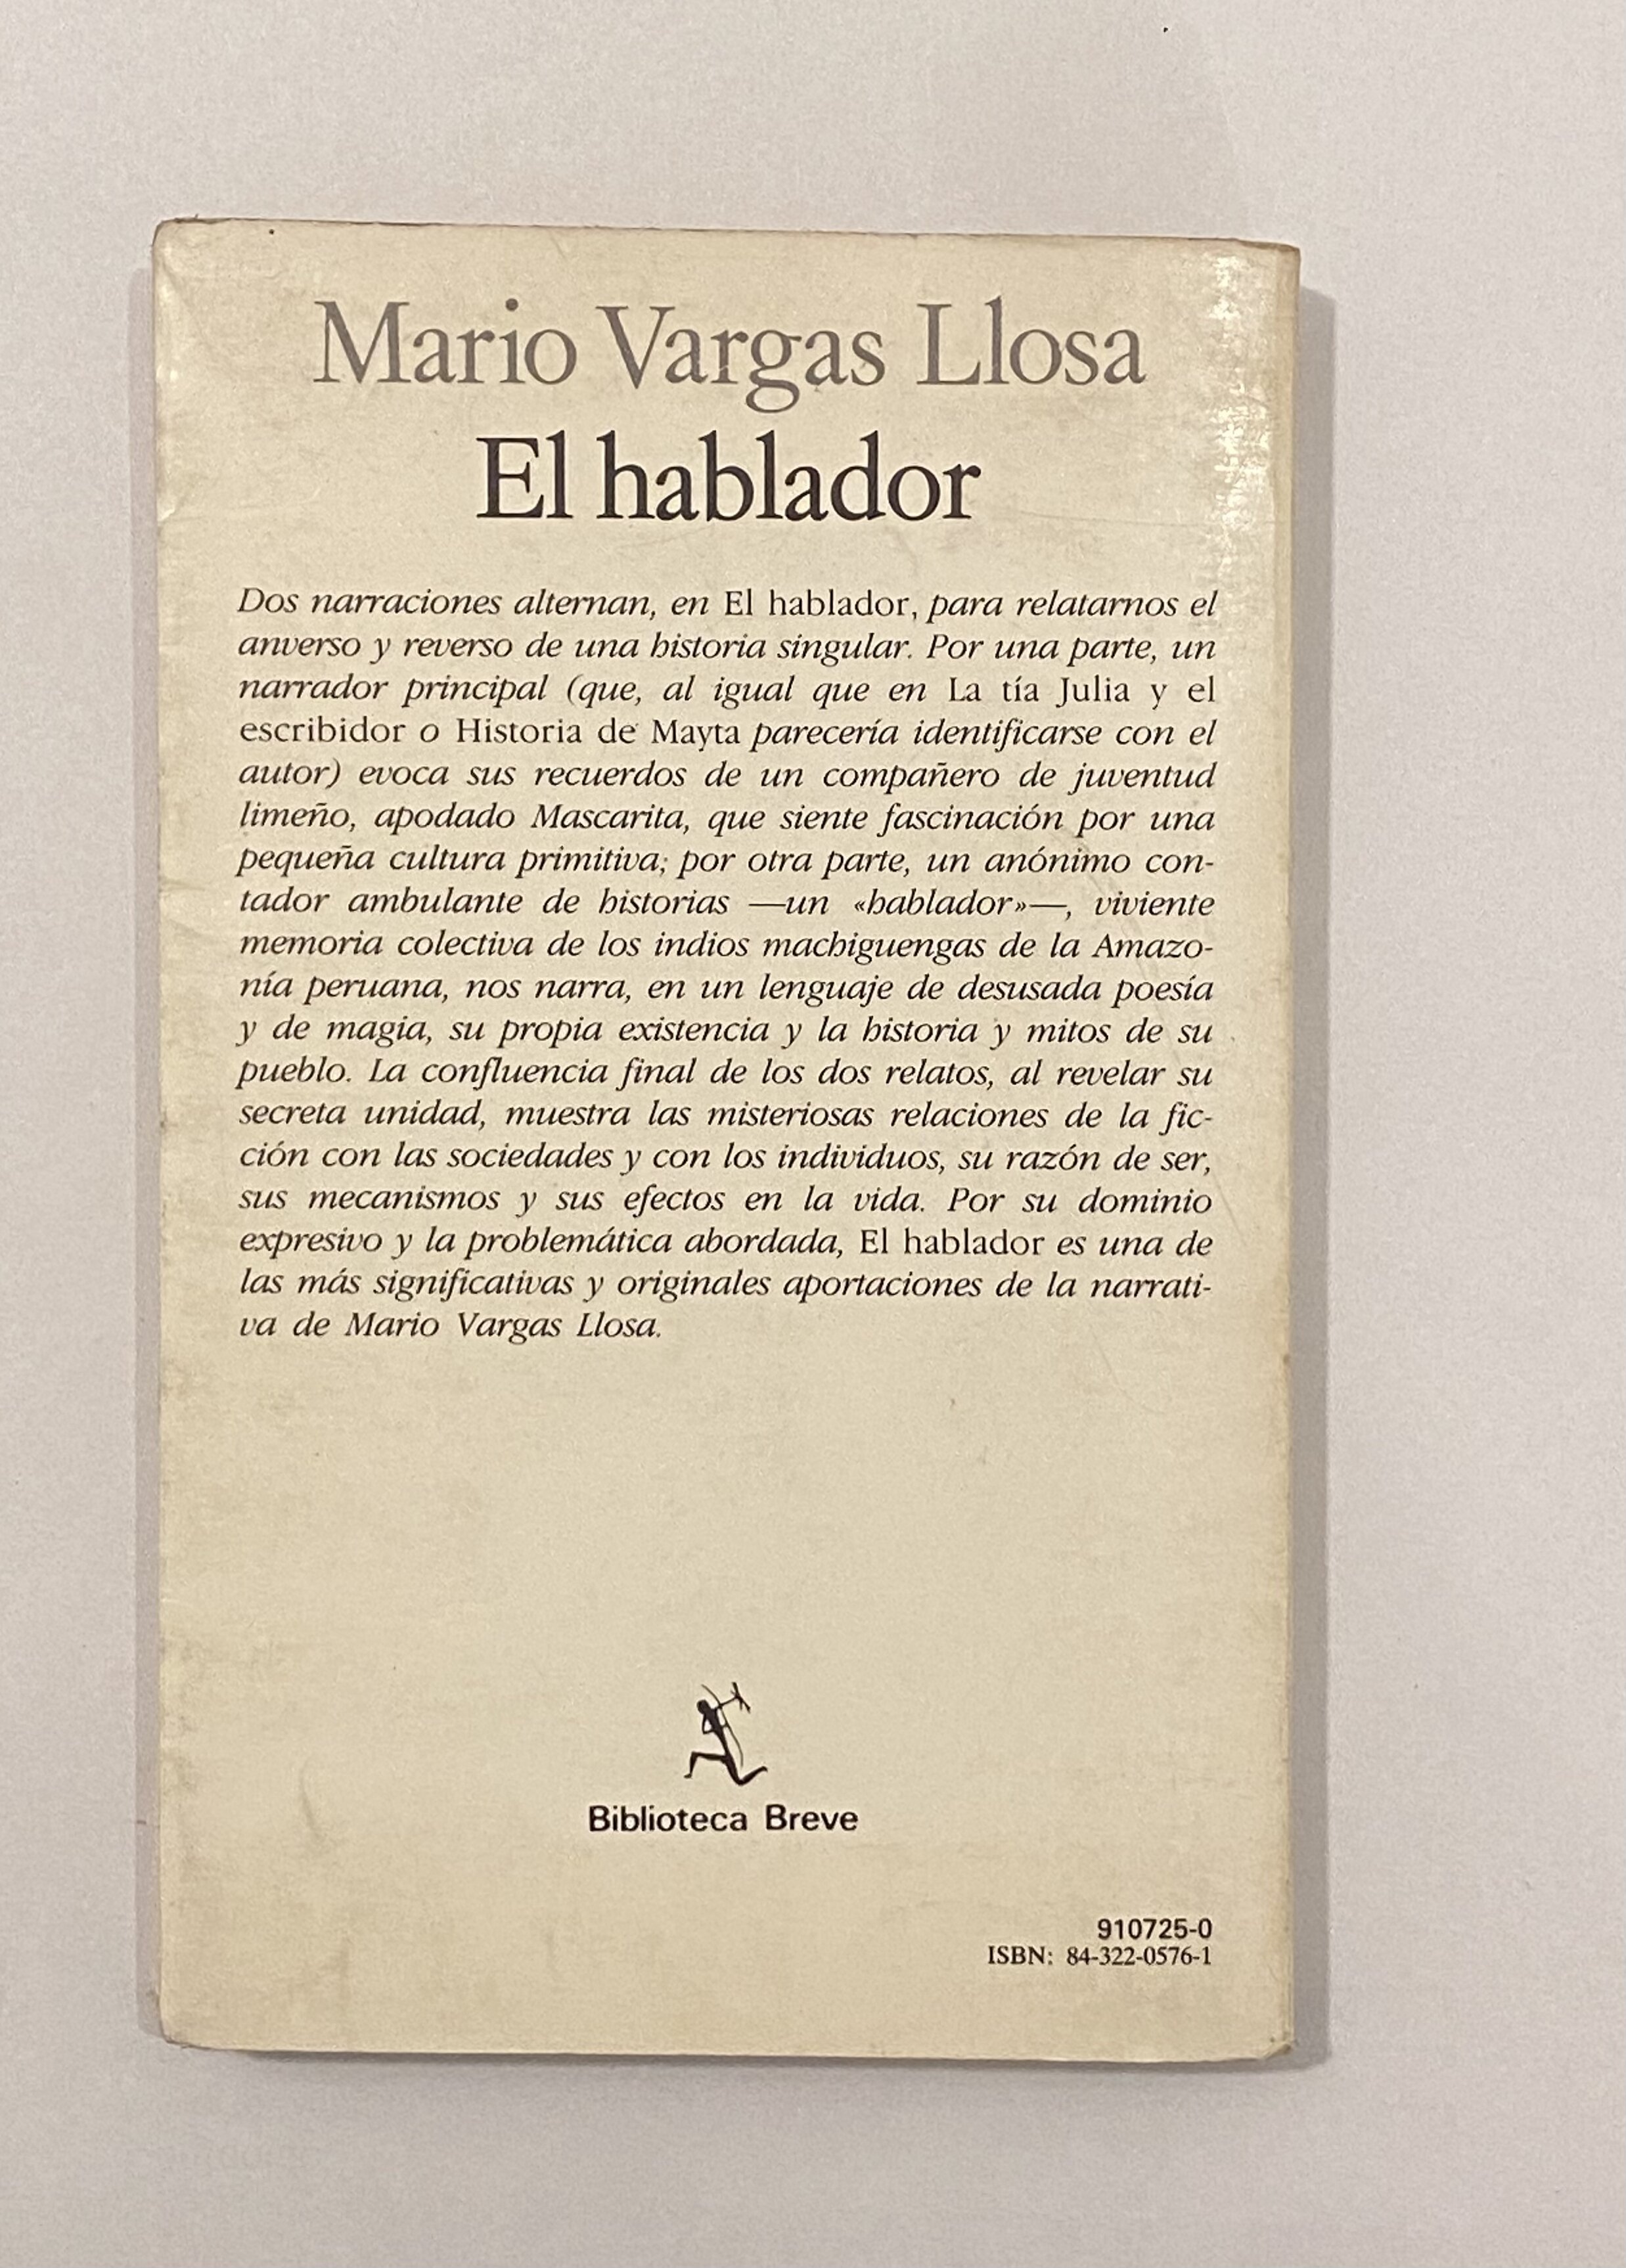 Mario Vargas Llosa
El hablador
Dos narraciones alternan, en El hablador, para relatarnos el
anverso y reverso de una historia singular. Por una parte, un
narrador principal (que, al igual que en La tía Julia y el
escribidor o Historia de Mayta parecería identificarse con el
autor) evoca sus recuerdos de un compañero de juventud
limeño, apodado Mascarita, que siente fascinación por una
pequeña cultura primitiva; por otra parte, un anónimo con-
tador ambulante de historias —un «hablador»—, viviente
memoria colectiva de los indios machiguengas de la Amazo-
nía peruana, nos narra, en un lenguaje de desusada poesía
y de magia, su propia existencia y la historia y mitos de su
pueblo. La confluencia final de los dos relatos, al revelar su
secreta unidad, muestra las misteriosas relaciones de la fic-
ción con las sociedades y con los individuos, su razón de ser,
sus mecanismos y sus efectos en la vida. Por su dominio
expresivo y la problemática abordada, El hablador es una de
las más significativas y originales aportaciones de la narrati-
va de Mario Vargas Llosa.
Biblioteca Breve
910725-0
ISBN: 84-322-0576-1